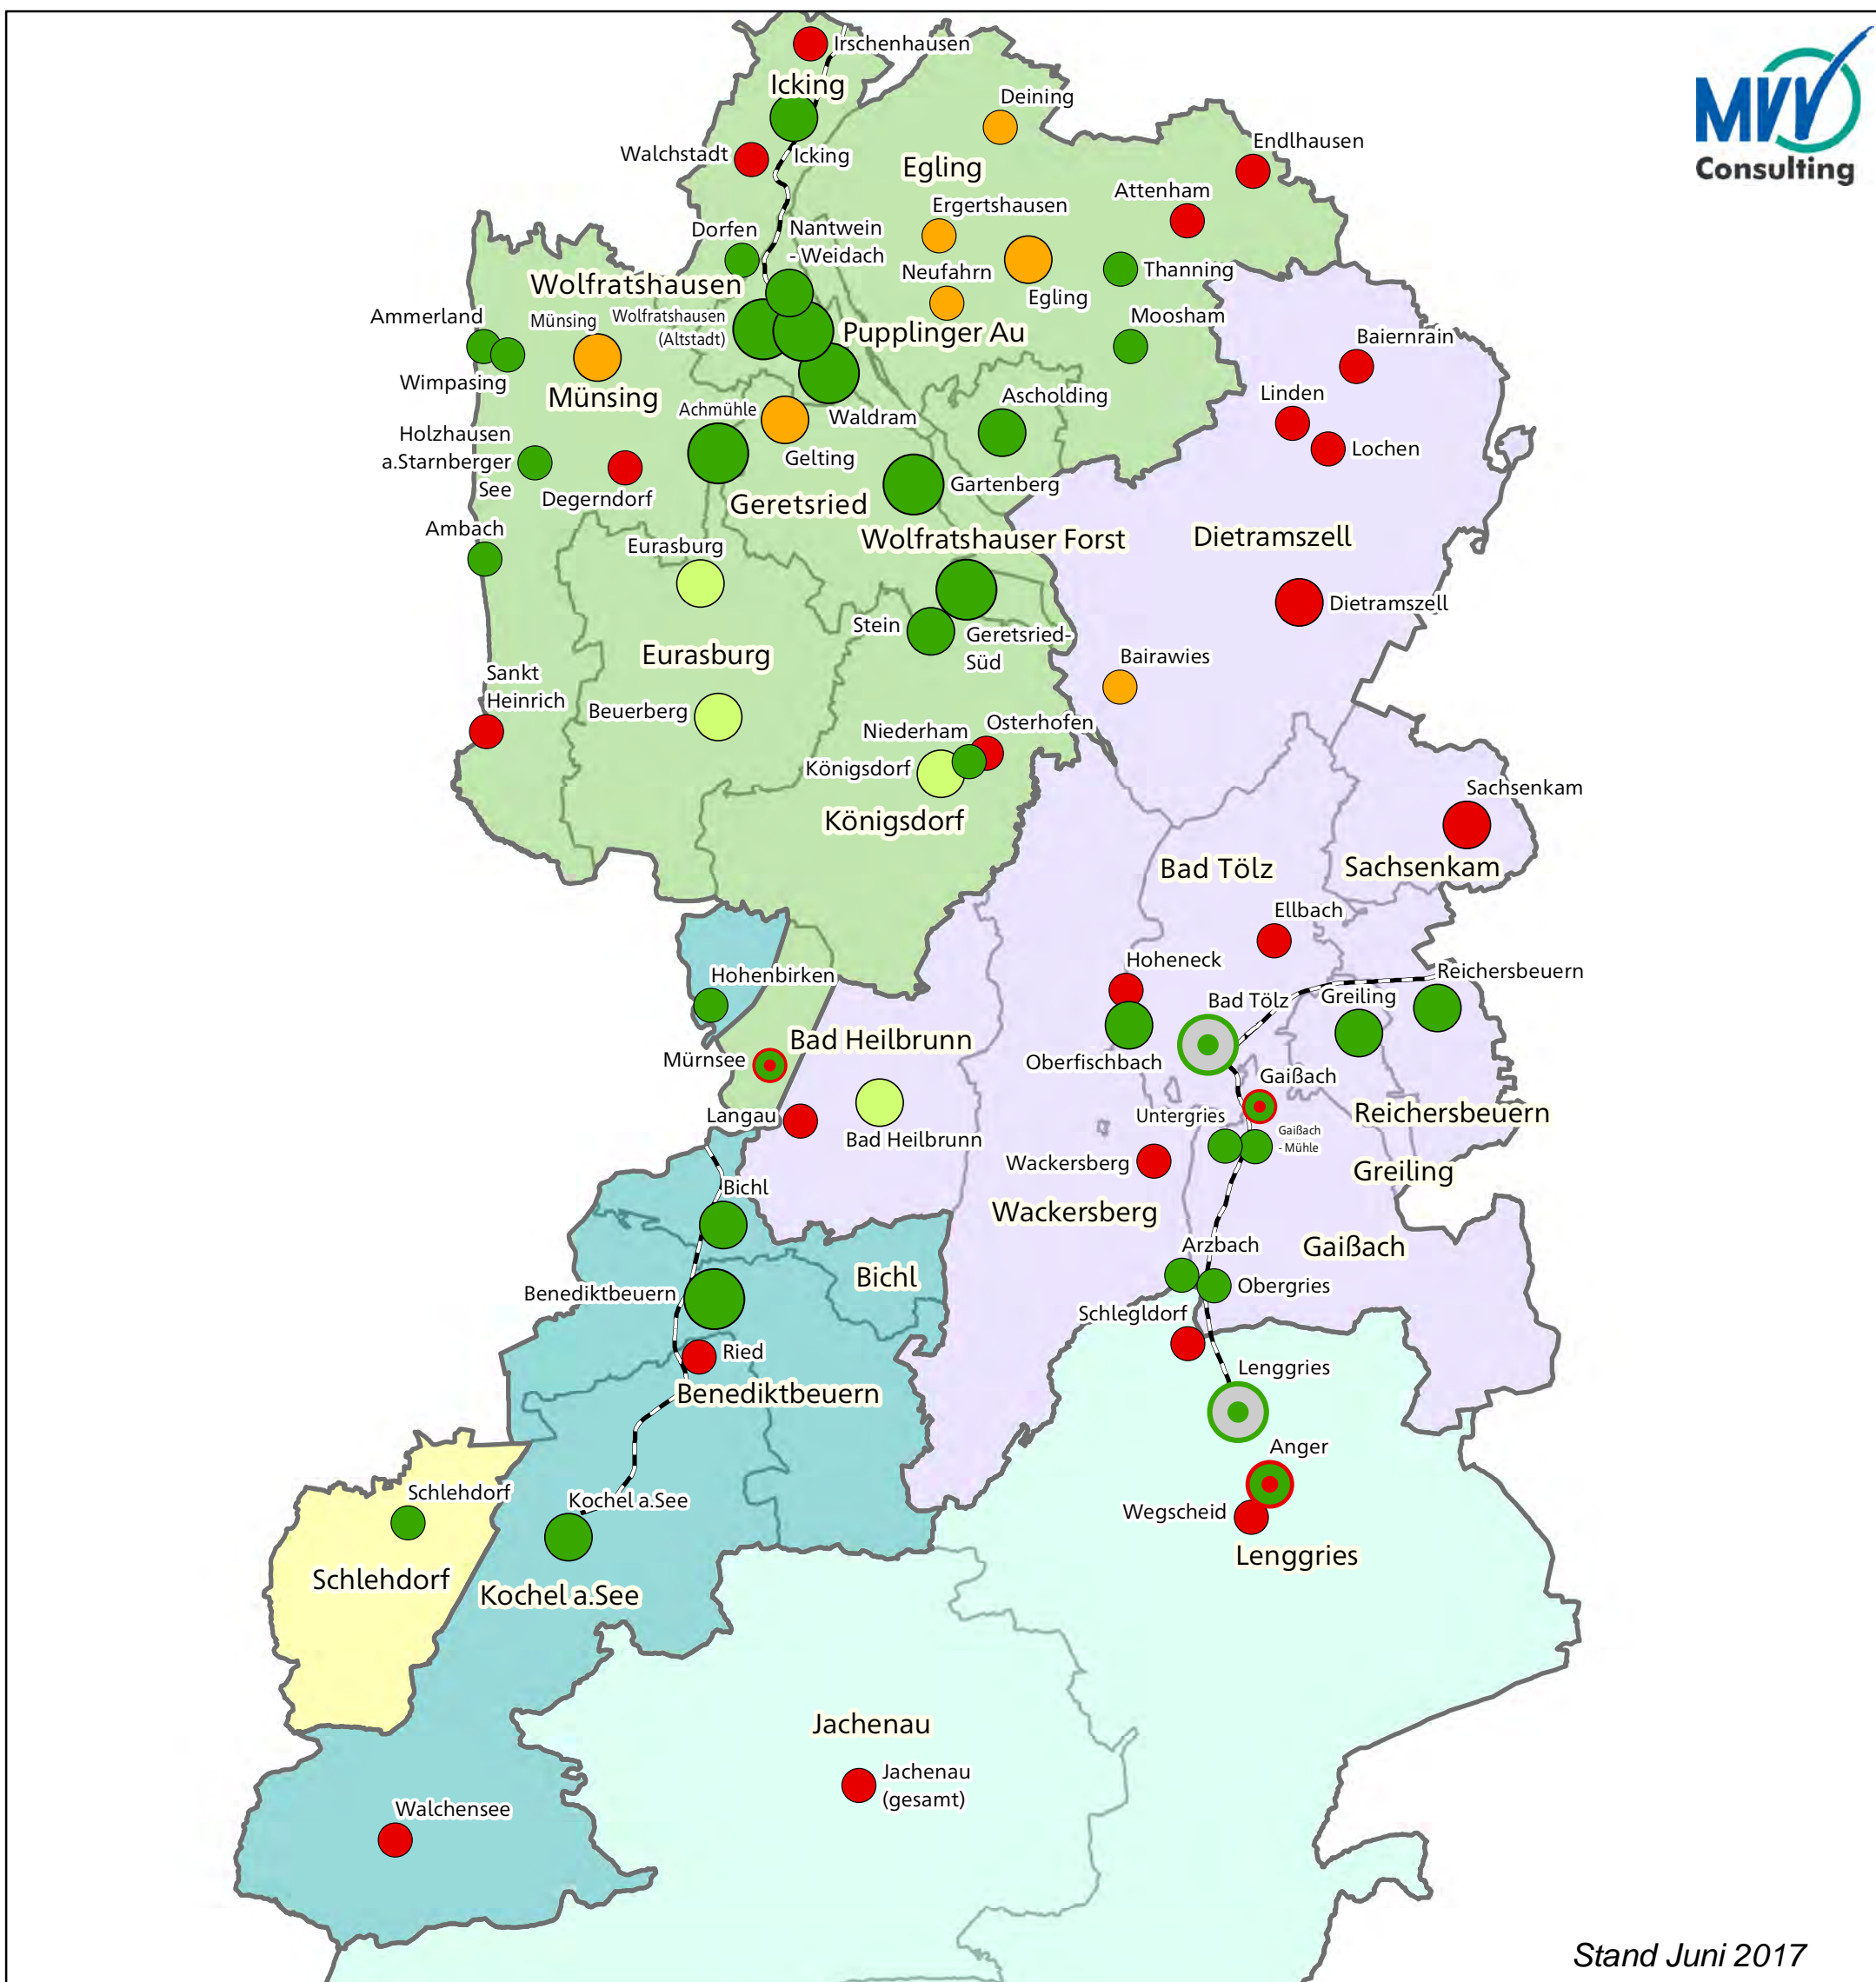 Irschenhausen
Icking
MVV
Consulting
Deining
Endlhausen
Walchstadt
Icking
Egling
Attenham
Ergertshausen
Dorfen
Nantwein
- Weidach
Neufahrn
Thanning
Egling
Wolfratshausen
Ammerland
Münsing
Wolfratshausen
(Altstadt)
Pupplinger Au
Moosham
Baiernrain
Wimpasing
Münsing
Achmühle
Waldram
Ascholding
Linden
Holzhausen
a.Starnberger
See
Degerndorf
Gelting
Lochen
Gartenberg
Geretsried
Ambach
Eurasburg
Wolfratshauser Forst
Dietramszell
Dietramszell
Stein
Geretsried-
Süd
Eurasburg
Bairawies
Sankt
Heinrich
Beuerberg
Niederham
Osterhofen
Königsdorf
Königsdorf
Sachsenkam
Bad Tölz
Sachsenkam
Ellbach
Hoheneck
Hohenbirken
Reichersbeuern
Bad Tölz
Greiling
Bad Heilbrunn
Oberfischbach
Mürnsee
Gaißach
Langau
Untergries
Reichersbeuern
Bad Heilbrunn
Gaißach
- Mühle
Wackersberg
Greiling
Bichl
Wackersberg
Arzbach
Gaißach
Bichl
Obergries
Benediktbeuern
Schlegldorf
Ried
Lenggries
Benediktbeuern
Anger
Schlehdorf
Kochel a.See
Wegscheid
Lenggries
Schlehdorf
Kochel a.See
Jachenau
Jachenau
(gesamt)
Walchensee
Stand Juni 2017